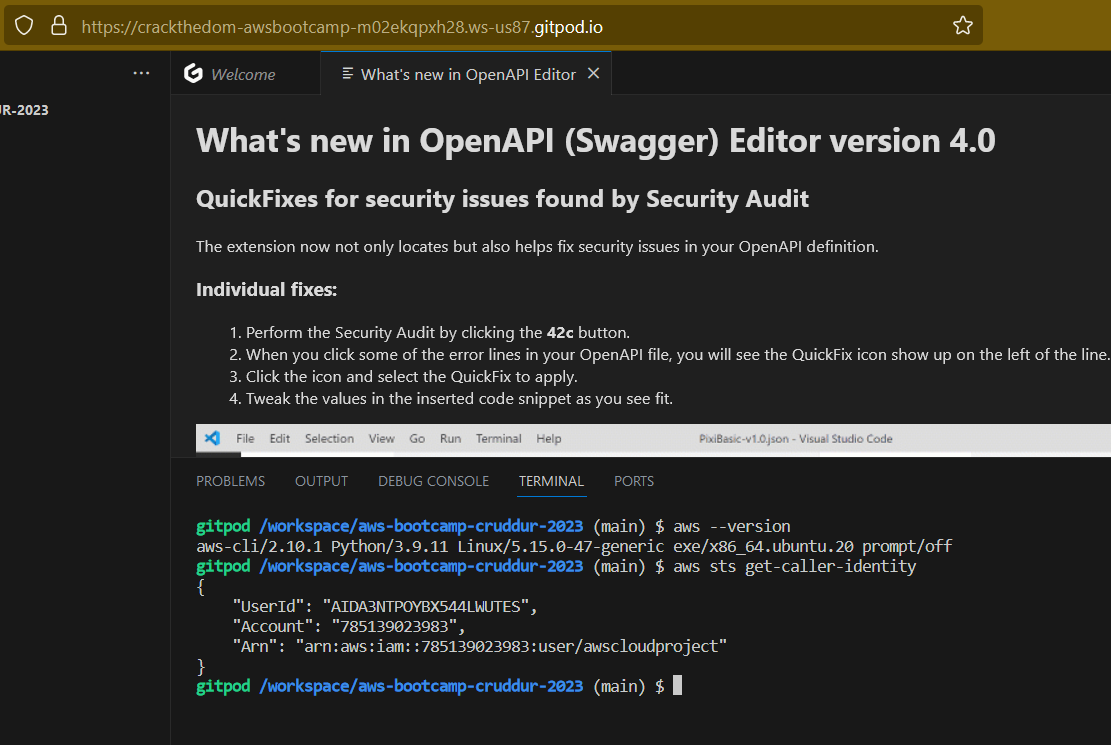 https://crackthedom-awsbootcamp-m02ekqpxh28.ws-us87.gitpod.io
Welcome
What's new in OpenAPI Editor
R-2023
What's new in OpenAPI (Swagger) Editor version 4.0
QuickFixes for security issues found by Security Audit
The extension now not only locates but also helps fix security issues in your OpenAPI definition.
Individual fixes:
1. Perform the Security Audit by clicking the 42c button.
2. When you click some of the error lines in your OpenAPI file, you will see the QuickFix icon show up on the left of the line.
3. Click the icon and select the QuickFix to apply.
4. Tweak the values in the inserted code snippet as you see fit.
File Edit Selection View Go Run Terminal Help PixiBasic-v1.0.json - Visual Studio Code
PROBLEMS OUTPUT DEBUG CONSOLE TERMINAL PORTS
gitpod /workspace/aws-bootcamp-cruddur-2023 (main) $ aws --version
aws-cli/2.10.1 Python/3.9.11 Linux/5.15.0-47-generic exe/x86_64.ubuntu.20 prompt/off
gitpod /workspace/aws-bootcamp-cruddur-2023 (main) $ aws sts get-caller-identity
{
"UserId": "AIDA3NTPOYBX544LWUTES",
"Account": "785139023983",
"Arn": "arn:aws:iam::785139023983:user/awscloudproject"
}
gitpod /workspace/aws-bootcamp-cruddur-2023 (main) $